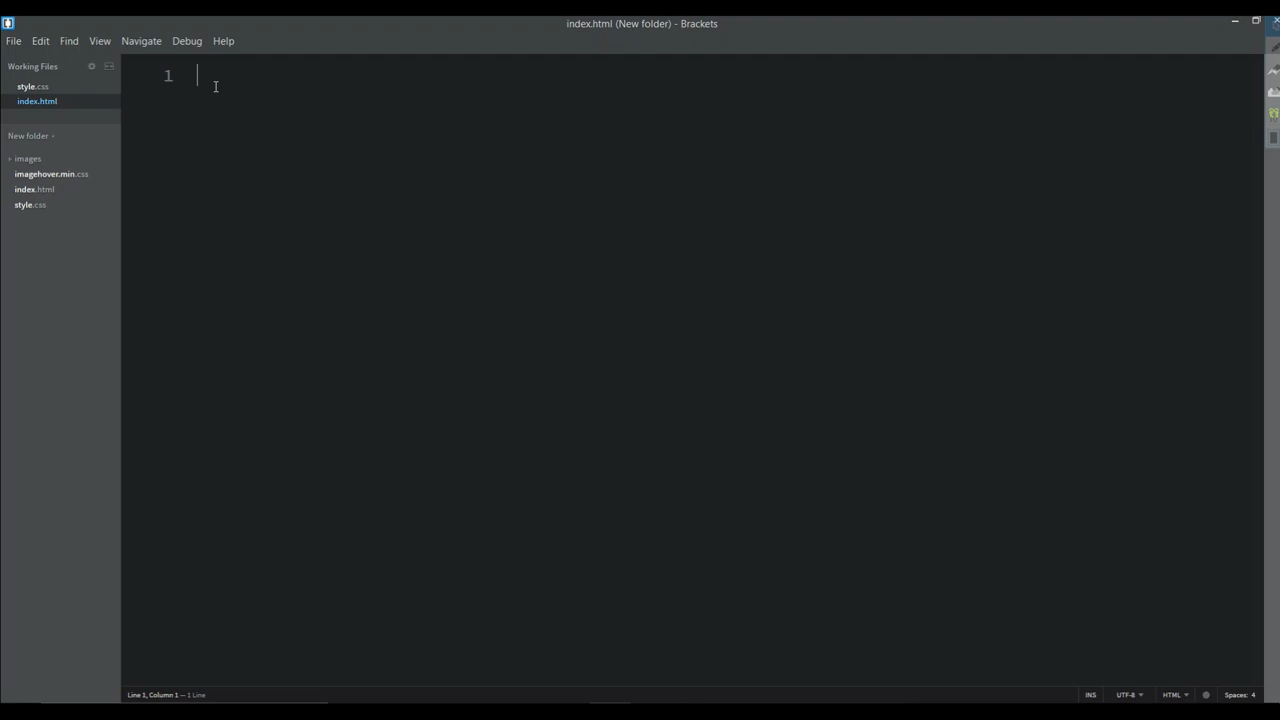 index.html (New folder) - Brackets
File Edit Find View Navigate Debug Help
Working Files
style.css
index.html
New folder
images
imagehover.min.css
index.html
style.css
1
Line 1, Column 1 — 1 Line
INS UTF-8 HTML Spaces: 4